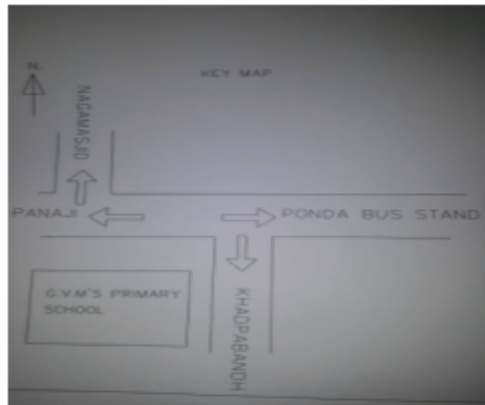 N.
KEY MAP
NAGAMASJID
PANAJI
PONDA BUS STAND
G.V.M'S PRIMARY
SCHOOL
KHADPABANDH